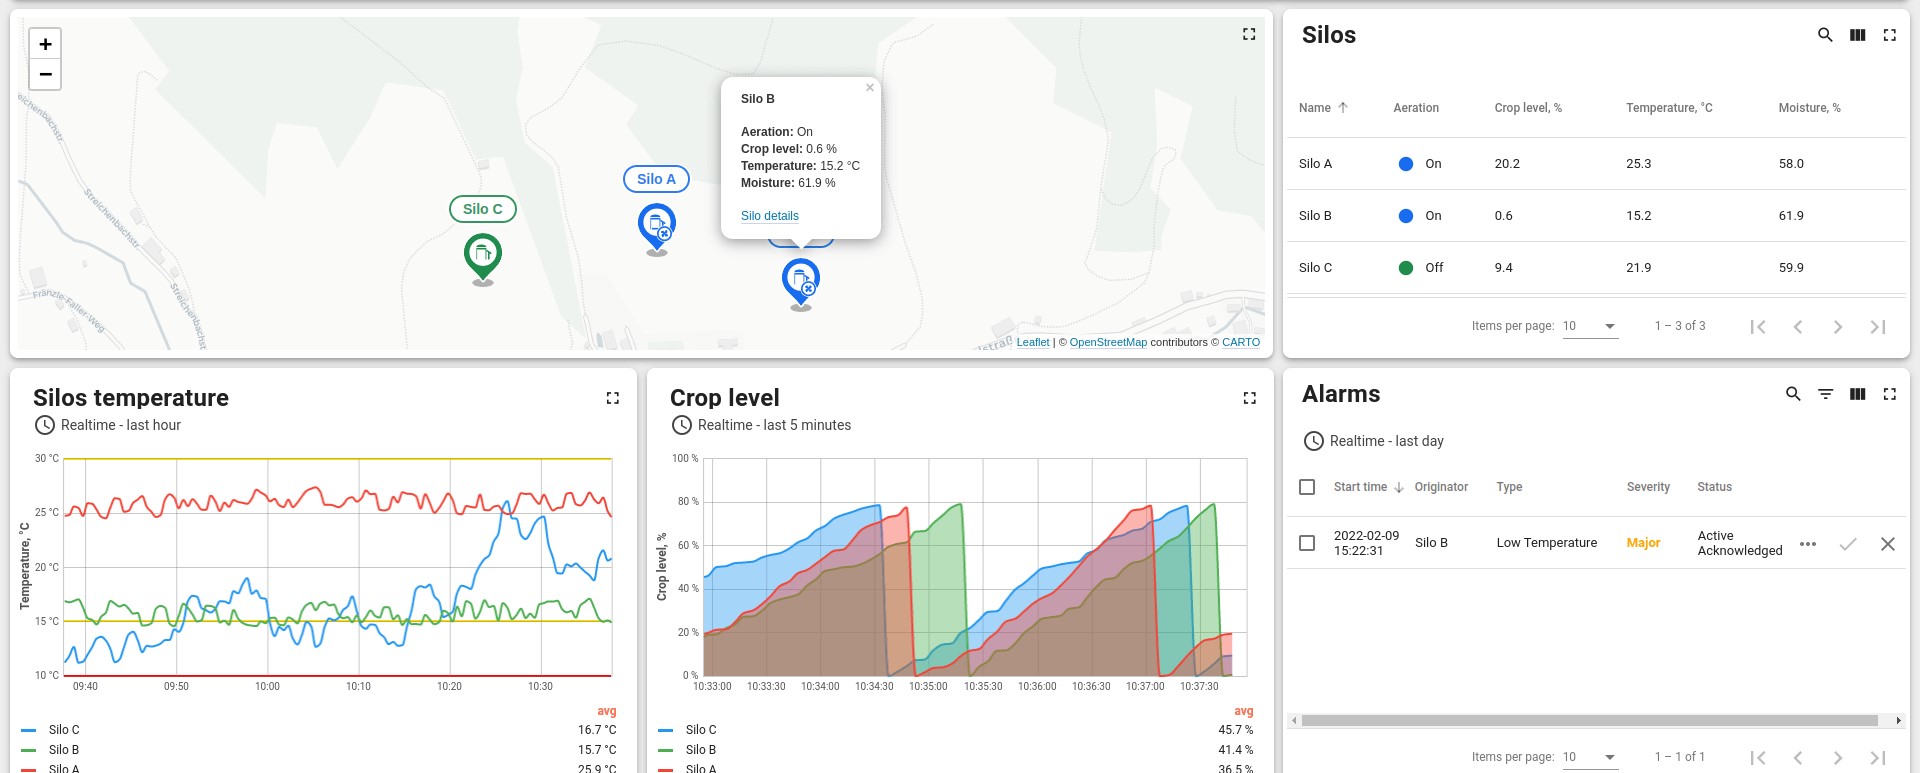 +
−
Streichenbachstr.
Streichenbachstr.
Streichenbachst
Fränzle-Faller-Weg
Silo C
Silo A
Silo B
Aeration: On
Crop level: 0.6 %
Temperature: 15.2 °C
Moisture: 61.9 %
Silo details
×
Leaflet | © OpenStreetMap contributors © CARTO
Silos
Name Aeration Crop level, % Temperature, °C Moisture, %
Silo A On 20.2 25.3 58.0
Silo B On 0.6 15.2 61.9
Silo C Off 9.4 21.9 59.9
Items per page: 10 1 – 3 of 3
Silos temperature
Realtime - last hour
Temperature, °C
30 °C
25 °C
20 °C
15 °C
10 °C
09:40 09:50 10:00 10:10 10:20 10:30
avg
Silo C 16.7 °C
Silo B 15.7 °C
Silo A 25.9 °C
Crop level
Realtime - last 5 minutes
Crop level, %
100 %
80 %
60 %
40 %
20 %
0 %
10:33:00 10:33:30 10:34:00 10:34:30 10:35:00 10:35:30 10:36:00 10:36:30 10:37:00 10:37:30
avg
Silo C 45.7 %
Silo B 41.4 %
Silo A 36.5 %
Alarms
Realtime - last day
Start time Originator Type Severity Status
2022-02-09 15:22:31 Silo B Low Temperature Major Active Acknowledged
Items per page: 10 1 – 1 of 1